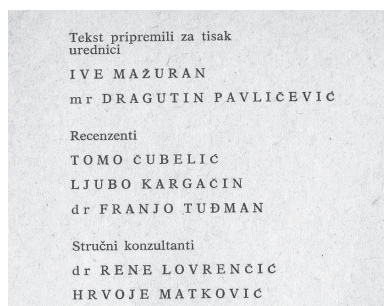 Tekst pripremili za tisak
urednici
IVE MAŽURAN
mr DRAGUTIN PAVLIČEVIĆ
Recenzenti
TOMO ČUBELIĆ
LJUBO KARGAČIN
dr FRANJO TUĐMAN
Stručni konzultanti
dr RENE LOVRENČIĆ
HRVOJE MATKOVIĆ